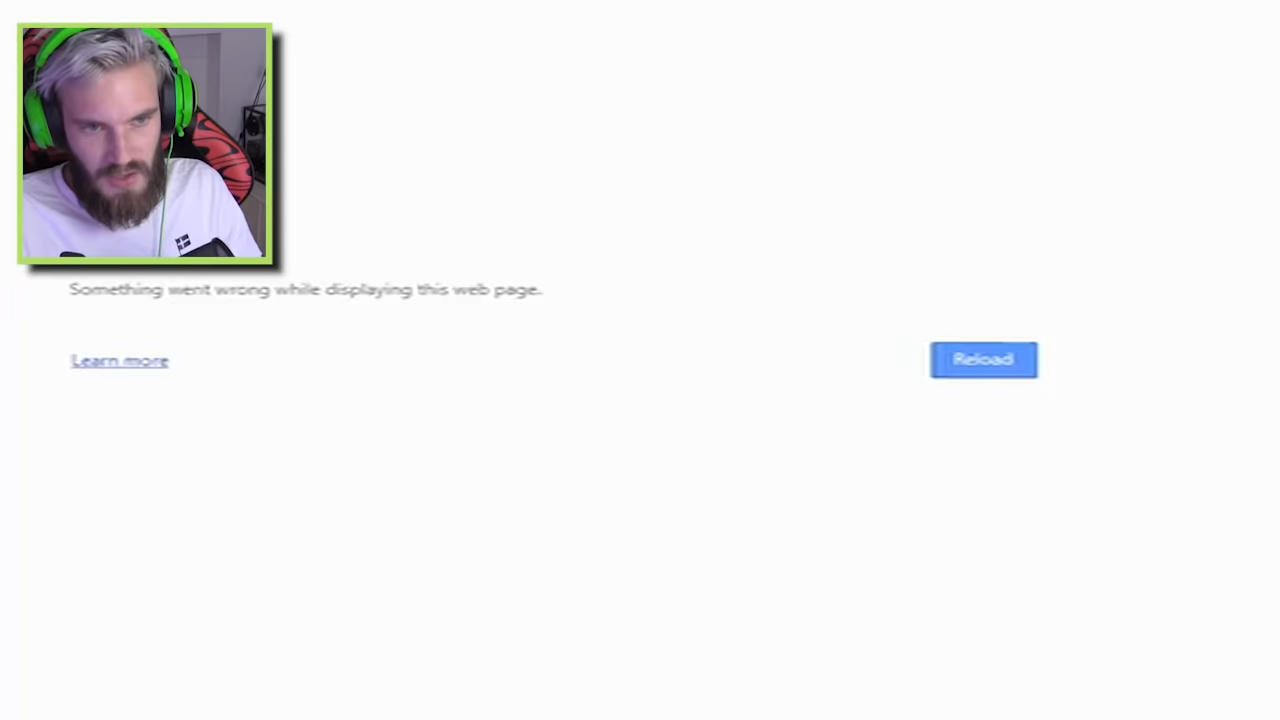 Something went wrong while displaying this web page.
Learn more
Reload